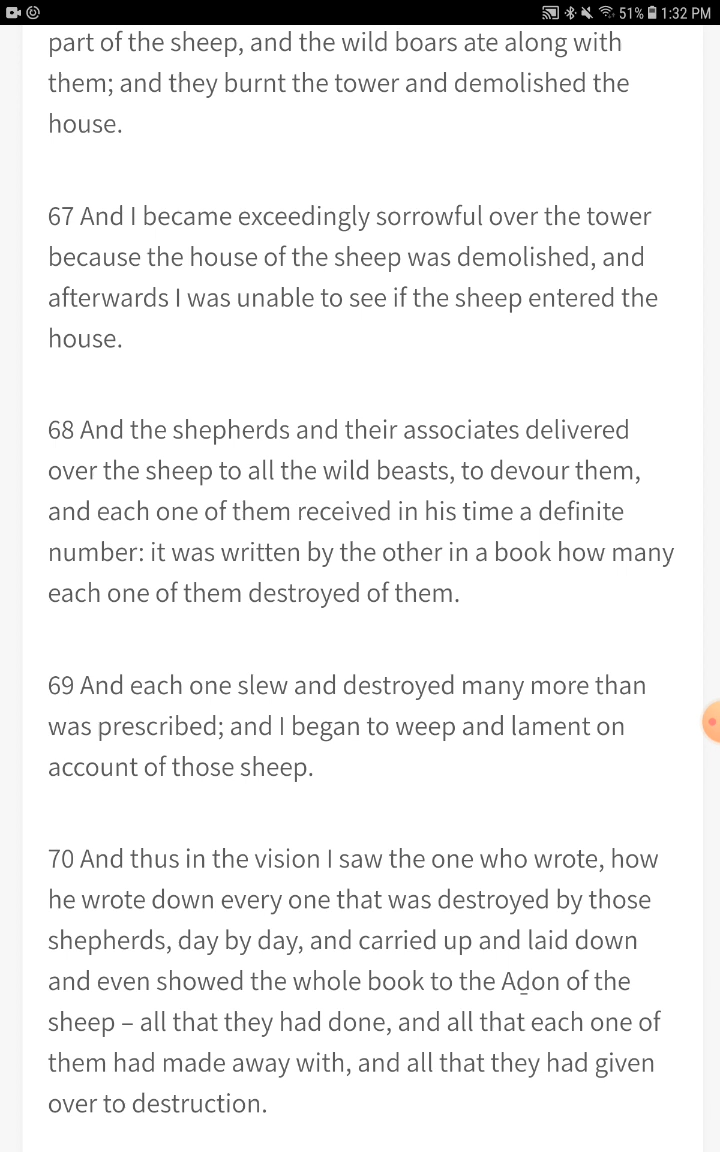 51% 1:32 PM
part of the sheep, and the wild boars ate along with
them; and they burnt the tower and demolished the
house.
67 And I became exceedingly sorrowful over the tower
because the house of the sheep was demolished, and
afterwards I was unable to see if the sheep entered the
house.
68 And the shepherds and their associates delivered
over the sheep to all the wild beasts, to devour them,
and each one of them received in his time a definite
number: it was written by the other in a book how many
each one of them destroyed of them.
69 And each one slew and destroyed many more than
was prescribed; and I began to weep and lament on
account of those sheep.
70 And thus in the vision I saw the one who wrote, how
he wrote down every one that was destroyed by those
shepherds, day by day, and carried up and laid down
and even showed the whole book to the Aḏon of the
sheep – all that they had done, and all that each one of
them had made away with, and all that they had given
over to destruction.